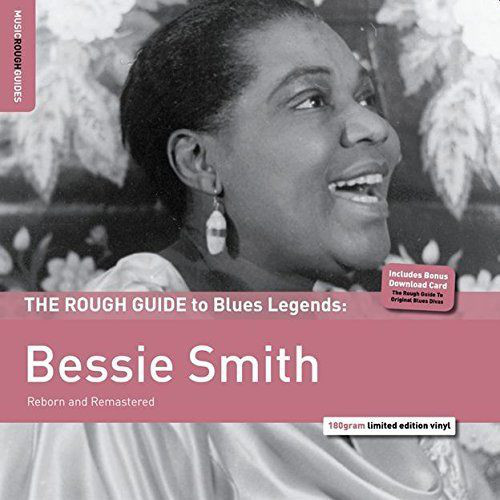 MUSICROUGHGUIDES
Includes Bonus
Download Card
The Rough Guide To
Original Blues Divas
THE ROUGH GUIDE to Blues Legends:
Bessie Smith
Reborn and Remastered
180gram limited edition vinyl